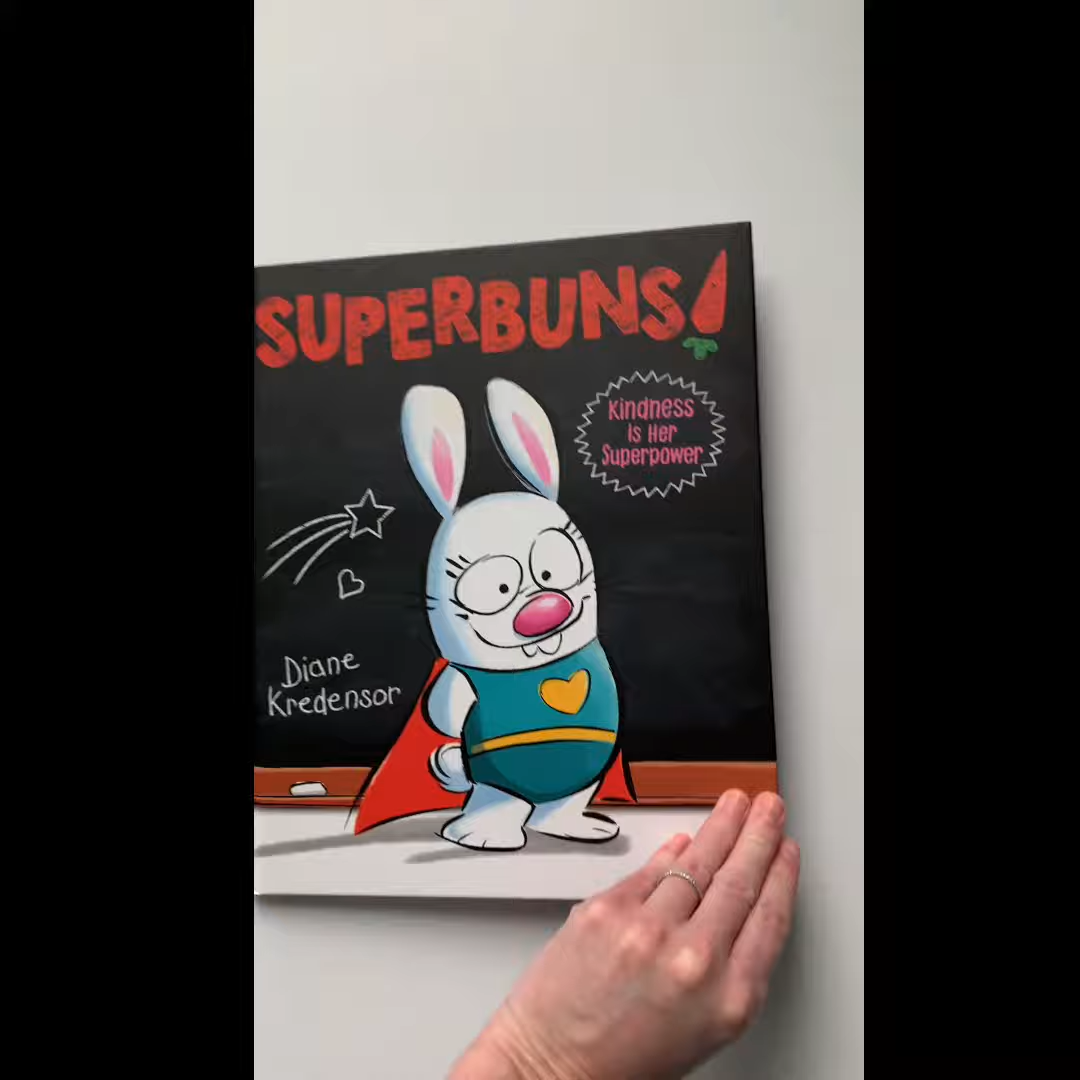 SUPERBUNS!
Kindness
Is Her
Superpower
Diane
Kredensor